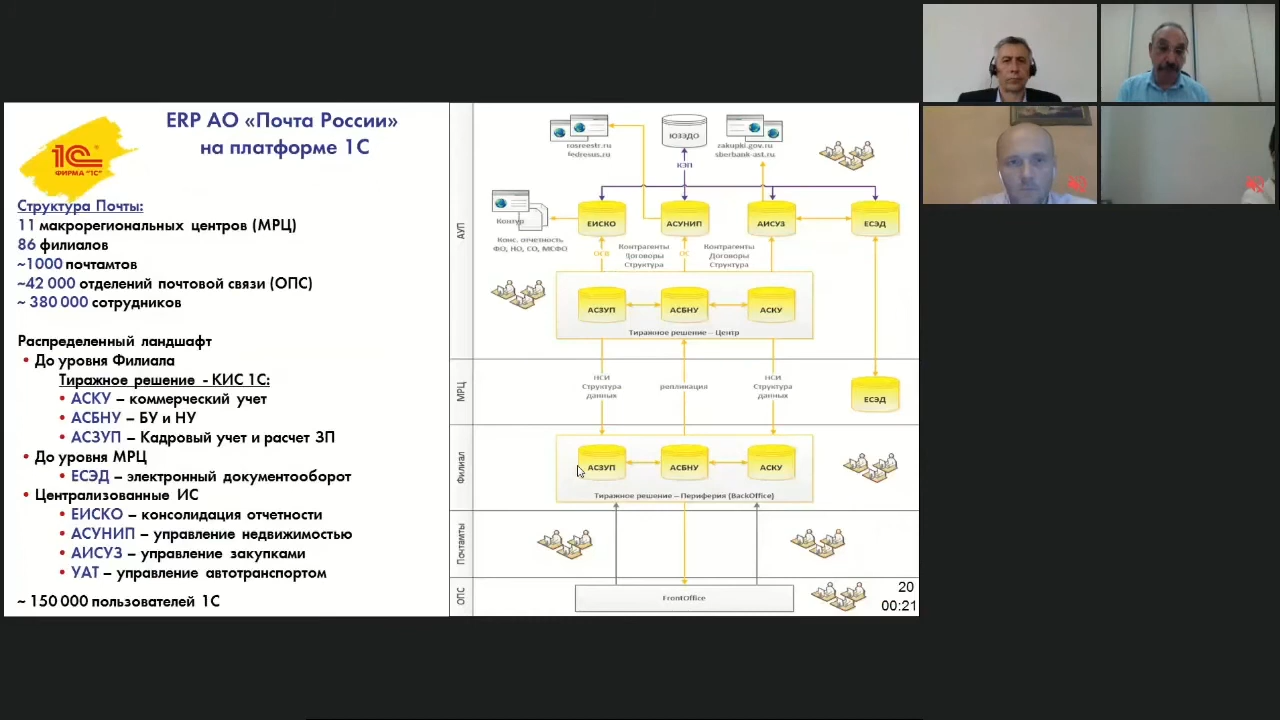 ERP АО «Почта России»
на платформе 1С
1С
®
ФИРМА "1С"
Структура Почты:
11 макрорегиональных центров (МРЦ)
86 филиалов
~1000 почтамтов
~42 000 отделений почтовой связи (ОПС)
~ 380 000 сотрудников
Распределенный ландшафт
• До уровня Филиала
Тиражное решение - КИС 1С:
• АСКУ – коммерческий учет
• АСБНУ – БУ и НУ
• АСЗУП – Кадровый учет и расчет ЗП
• До уровня МРЦ
• ЕСЭД – электронный документооборот
• Централизованные ИС
• ЕИСКО – консолидация отчетности
• АСУНИП – управление недвижимостью
• АИСУЗ – управление закупками
• УАТ – управление автотранспортом
~ 150 000 пользователей 1С
АУП
rosreestr.ru
fedresus.ru
ЮЗЭДО
zakupki.gov.ru
sberbank-ast.ru
КЭП
Контур
Конс. отчетность
ФО, НО, СО, МСФО
ЕИСКО
АСУНИП
АИСУЗ
ЕСЭД
ОСВ
Контрагенты
Договоры
Структура
ОС
Контрагенты
Договоры
Структура
АСЗУП
АСБНУ
АСКУ
Тиражное решение – Центр
МРЦ
НСИ
Структура
данных
репликация
НСИ
Структура
данных
ЕСЭД
Филиал
АСЗУП
АСБНУ
АСКУ
Тиражное решение – Периферия (BackOffice)
Почтамты
ОПС
FrontOffice
20
00:21